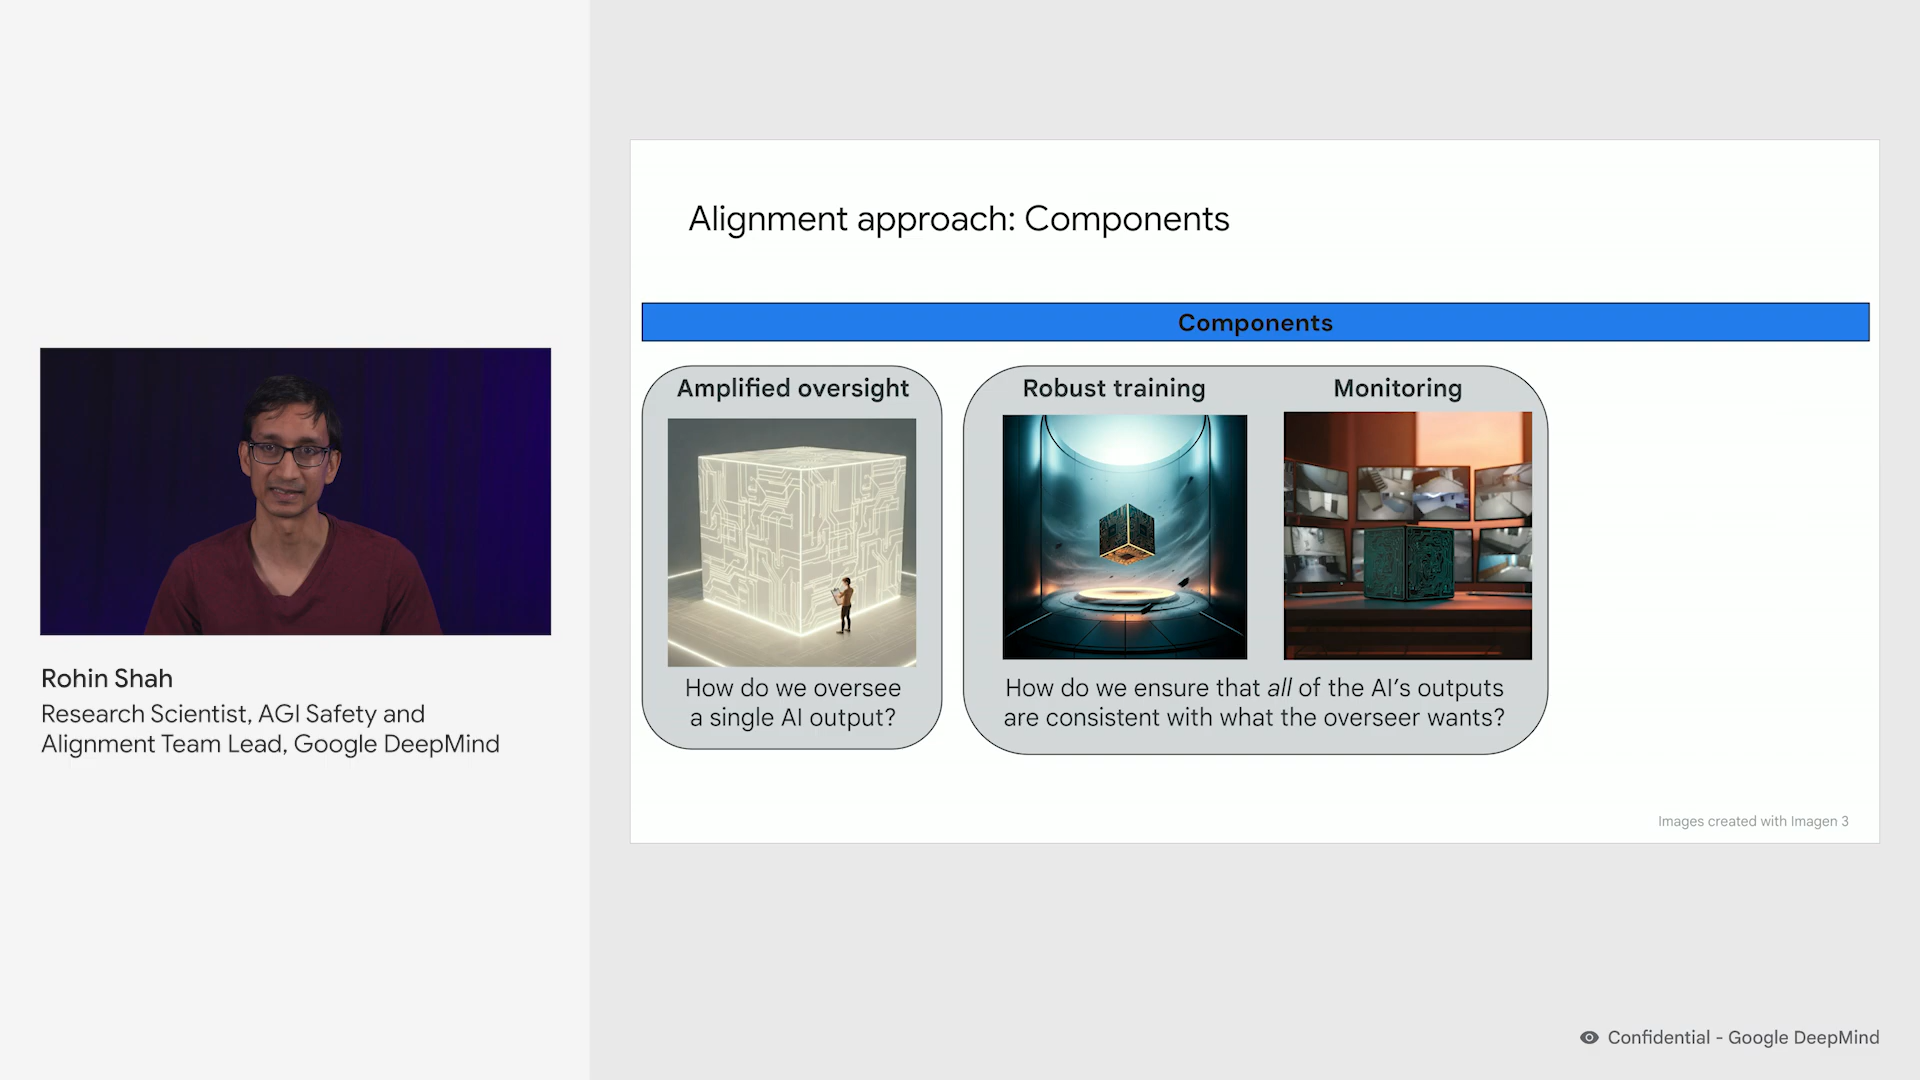 Alignment approach: Components
Components
Amplified oversight
How do we oversee
a single AI output?
Robust training
Monitoring
How do we ensure that all of the AI's outputs
are consistent with what the overseer wants?
Images created with Imagen 3
Rohin Shah
Research Scientist, AGI Safety and
Alignment Team Lead, Google DeepMind
Confidential - Google DeepMind